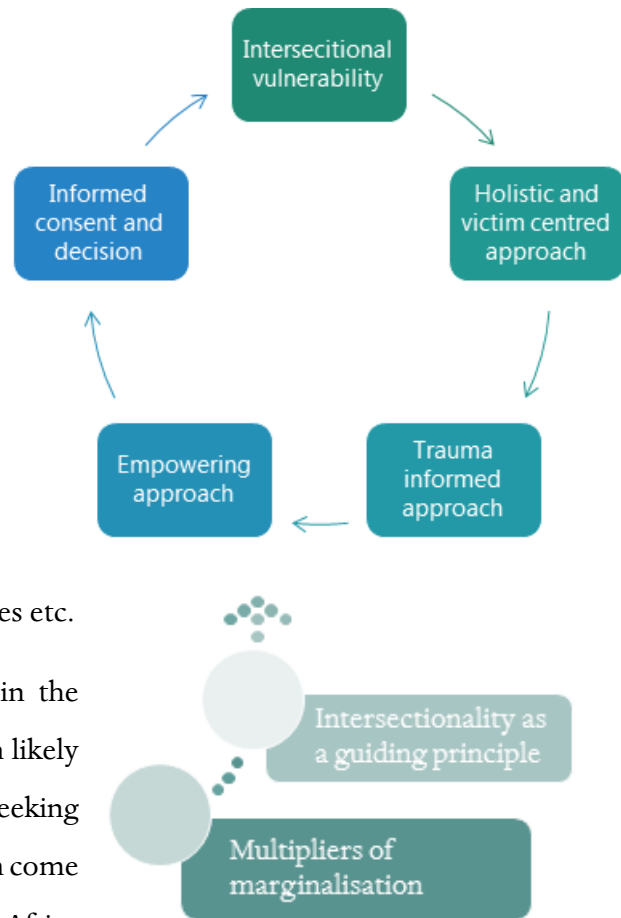 Intersecitional
vulnerability
Informed
consent and
decision
Holistic and
victim centred
approach
Empowering
approach
Trauma
informed
approach
es etc.
in the
likely
eeking
come
Intersectionality as
a guiding principle
Multipliers of
marginalisation